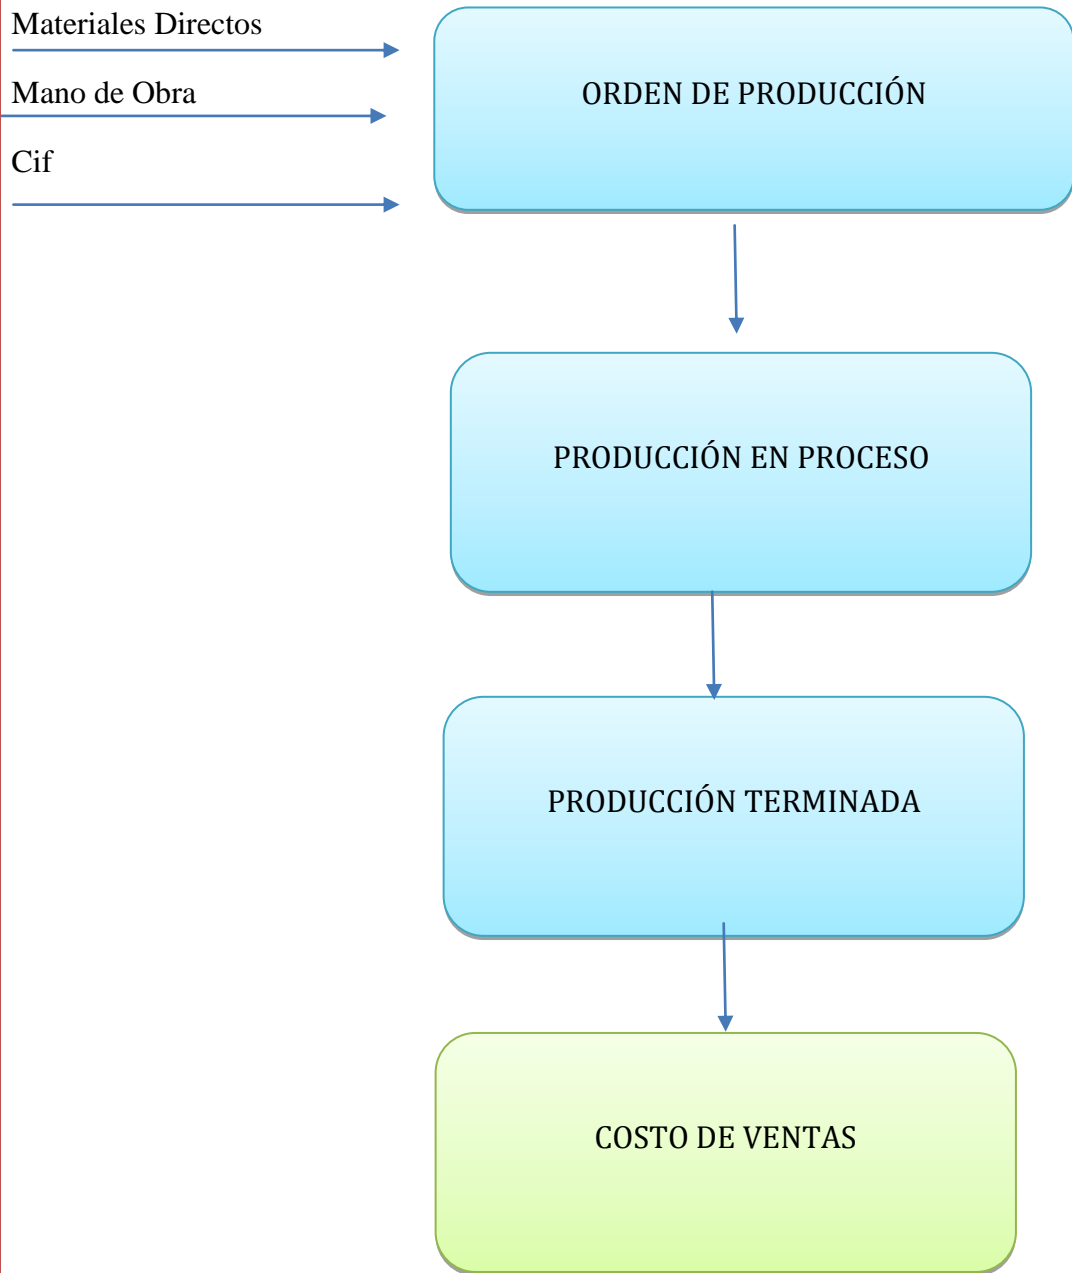 Materiales Directos
Mano de Obra
Cif
ORDEN DE PRODUCCIÓN
PRODUCCIÓN EN PROCESO
PRODUCCIÓN TERMINADA
COSTO DE VENTAS